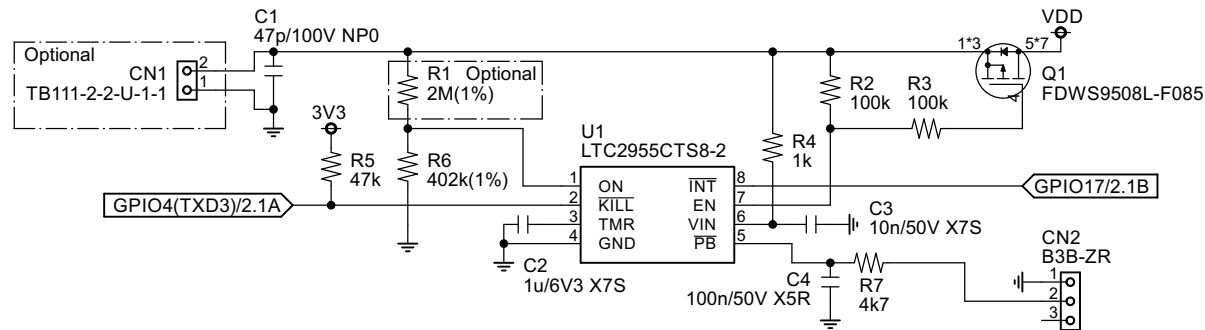 C1
47p/100V NP0
VDD
Optional
2
CN1
1
TB111-2-2-U-1-1
1*3
5*7
Q1
FDWS9508L-F085
R1
Optional
2M(1%)
R2
100k
R3
100k
3V3
R5
47k
R6
402k(1%)
U1
LTC2955CTS8-2
R4
1k
GPIO4(TXD3)/2.1A
1 ON
2 KILL
3 TMR
4 GND
INT 8
EN 7
VIN 6
PB 5
GPIO17/2.1B
C3
10n/50V X7S
C2
1u/6V3 X7S
C4
100n/50V X5R
R7
4k7
CN2
B3B-ZR
1
2
3